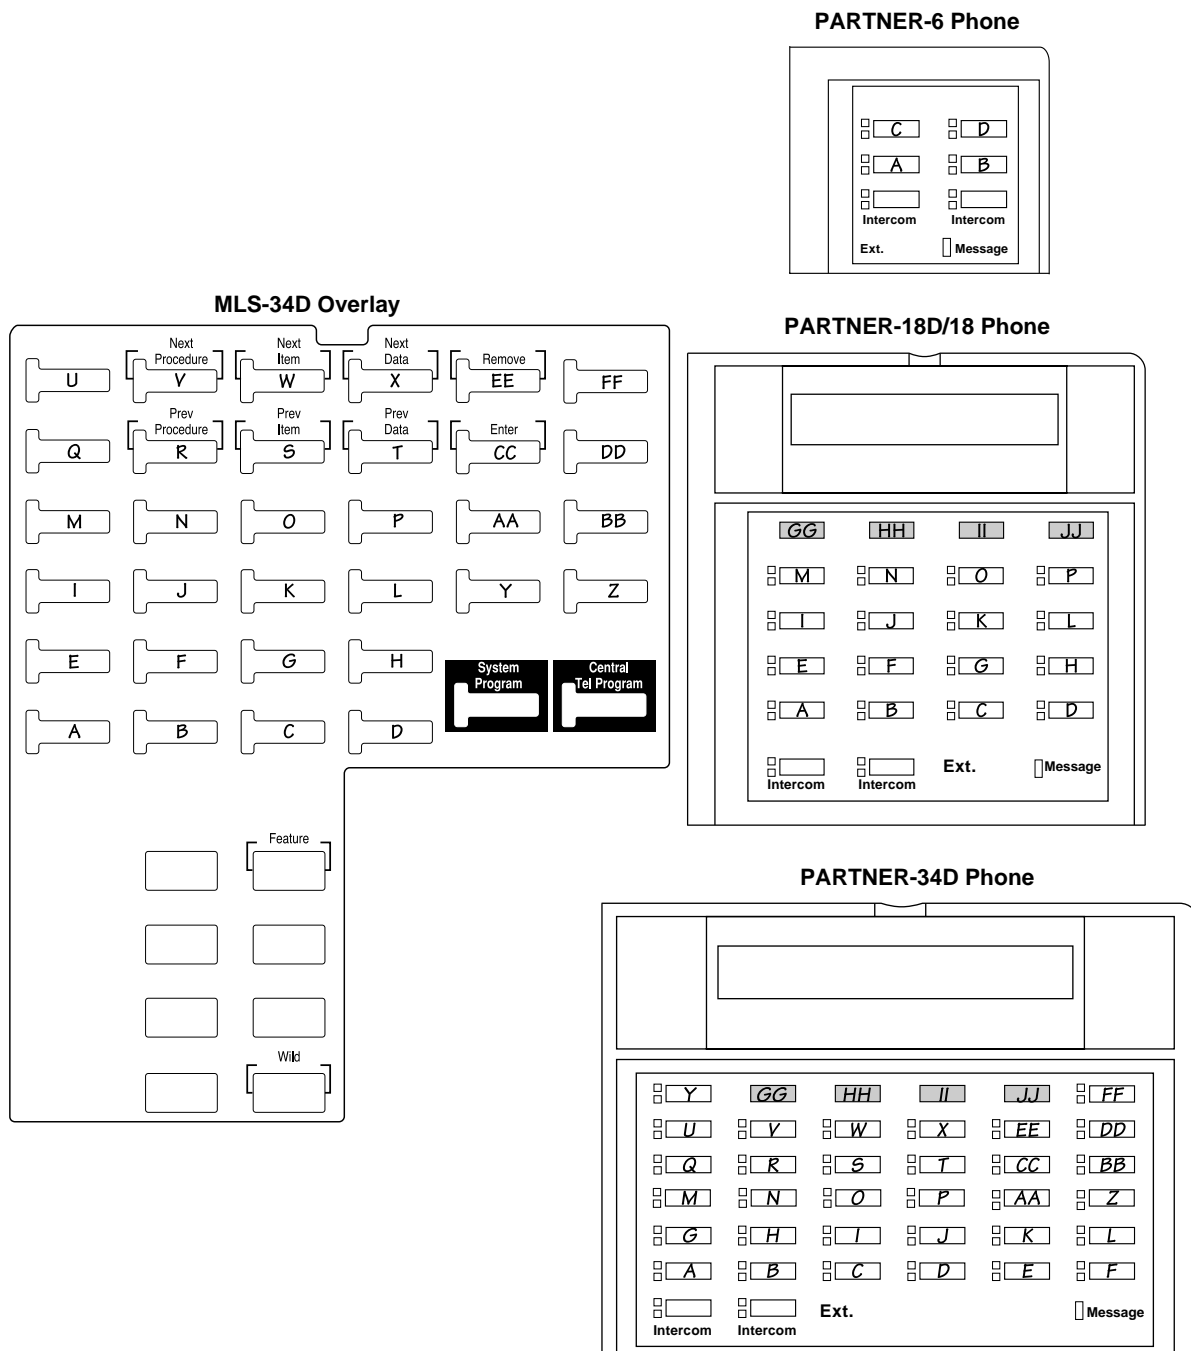 PARTNER-6 Phone
C D
A B
Intercom Intercom
Ext. Message
MLS-34D Overlay
Next Procedure Next Item Next Data Remove
U V W X EE FF
Prev Procedure Prev Item Prev Data Enter
Q R S T CC DD
M N O P AA BB
I J K L Y Z
E F G H
System Program Central Tel Program
A B C D
Feature
Wild
PARTNER-18D/18 Phone
GG HH II JJ
M N O P
I J K L
E F G H
A B C D
Ext. Message
Intercom Intercom
PARTNER-34D Phone
Y GG HH II JJ FF
U V W X EE DD
Q R S T CC BB
M N O P AA Z
G H I J K L
A B C D E F
Ext. Message
Intercom Intercom